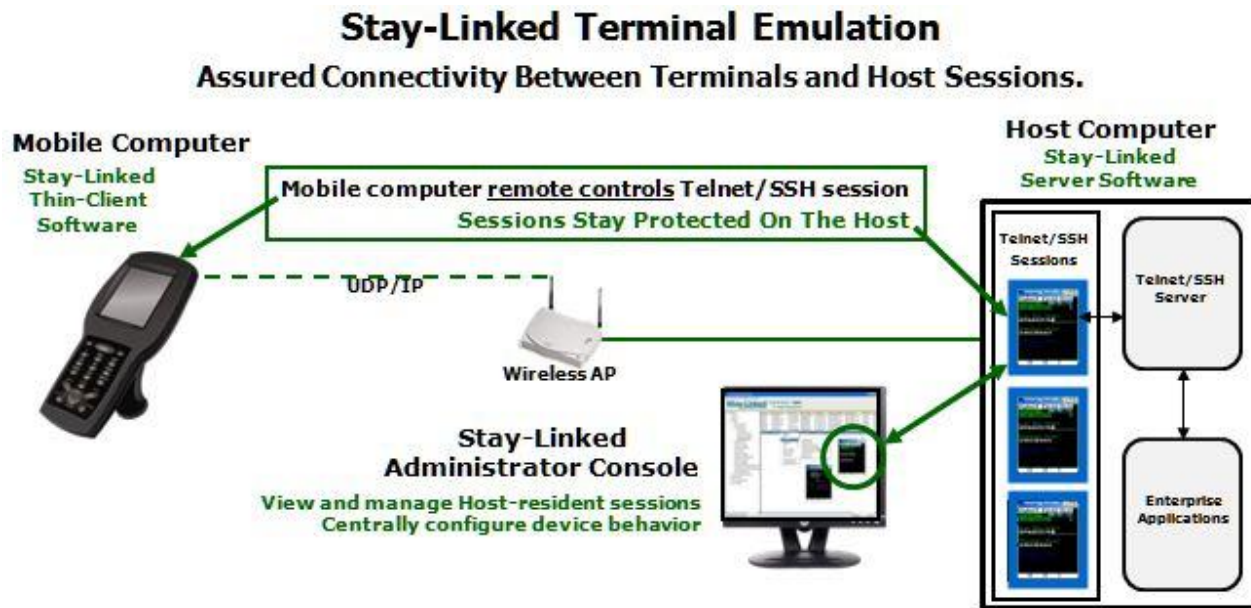 Stay-Linked Terminal Emulation
Assured Connectivity Between Terminals and Host Sessions.
Mobile Computer
Stay-Linked
Thin-Client
Software
Mobile computer remote controls Telnet/SSH session
Sessions Stay Protected On The Host
Host Computer
Stay-Linked
Server Software
Telnet/SSH
Sessions
Telnet/SSH
Server
UDP/IP
Wireless AP
Stay-Linked
Administrator Console
View and manage Host-resident sessions
Centrally configure device behavior
Enterprise
Applications